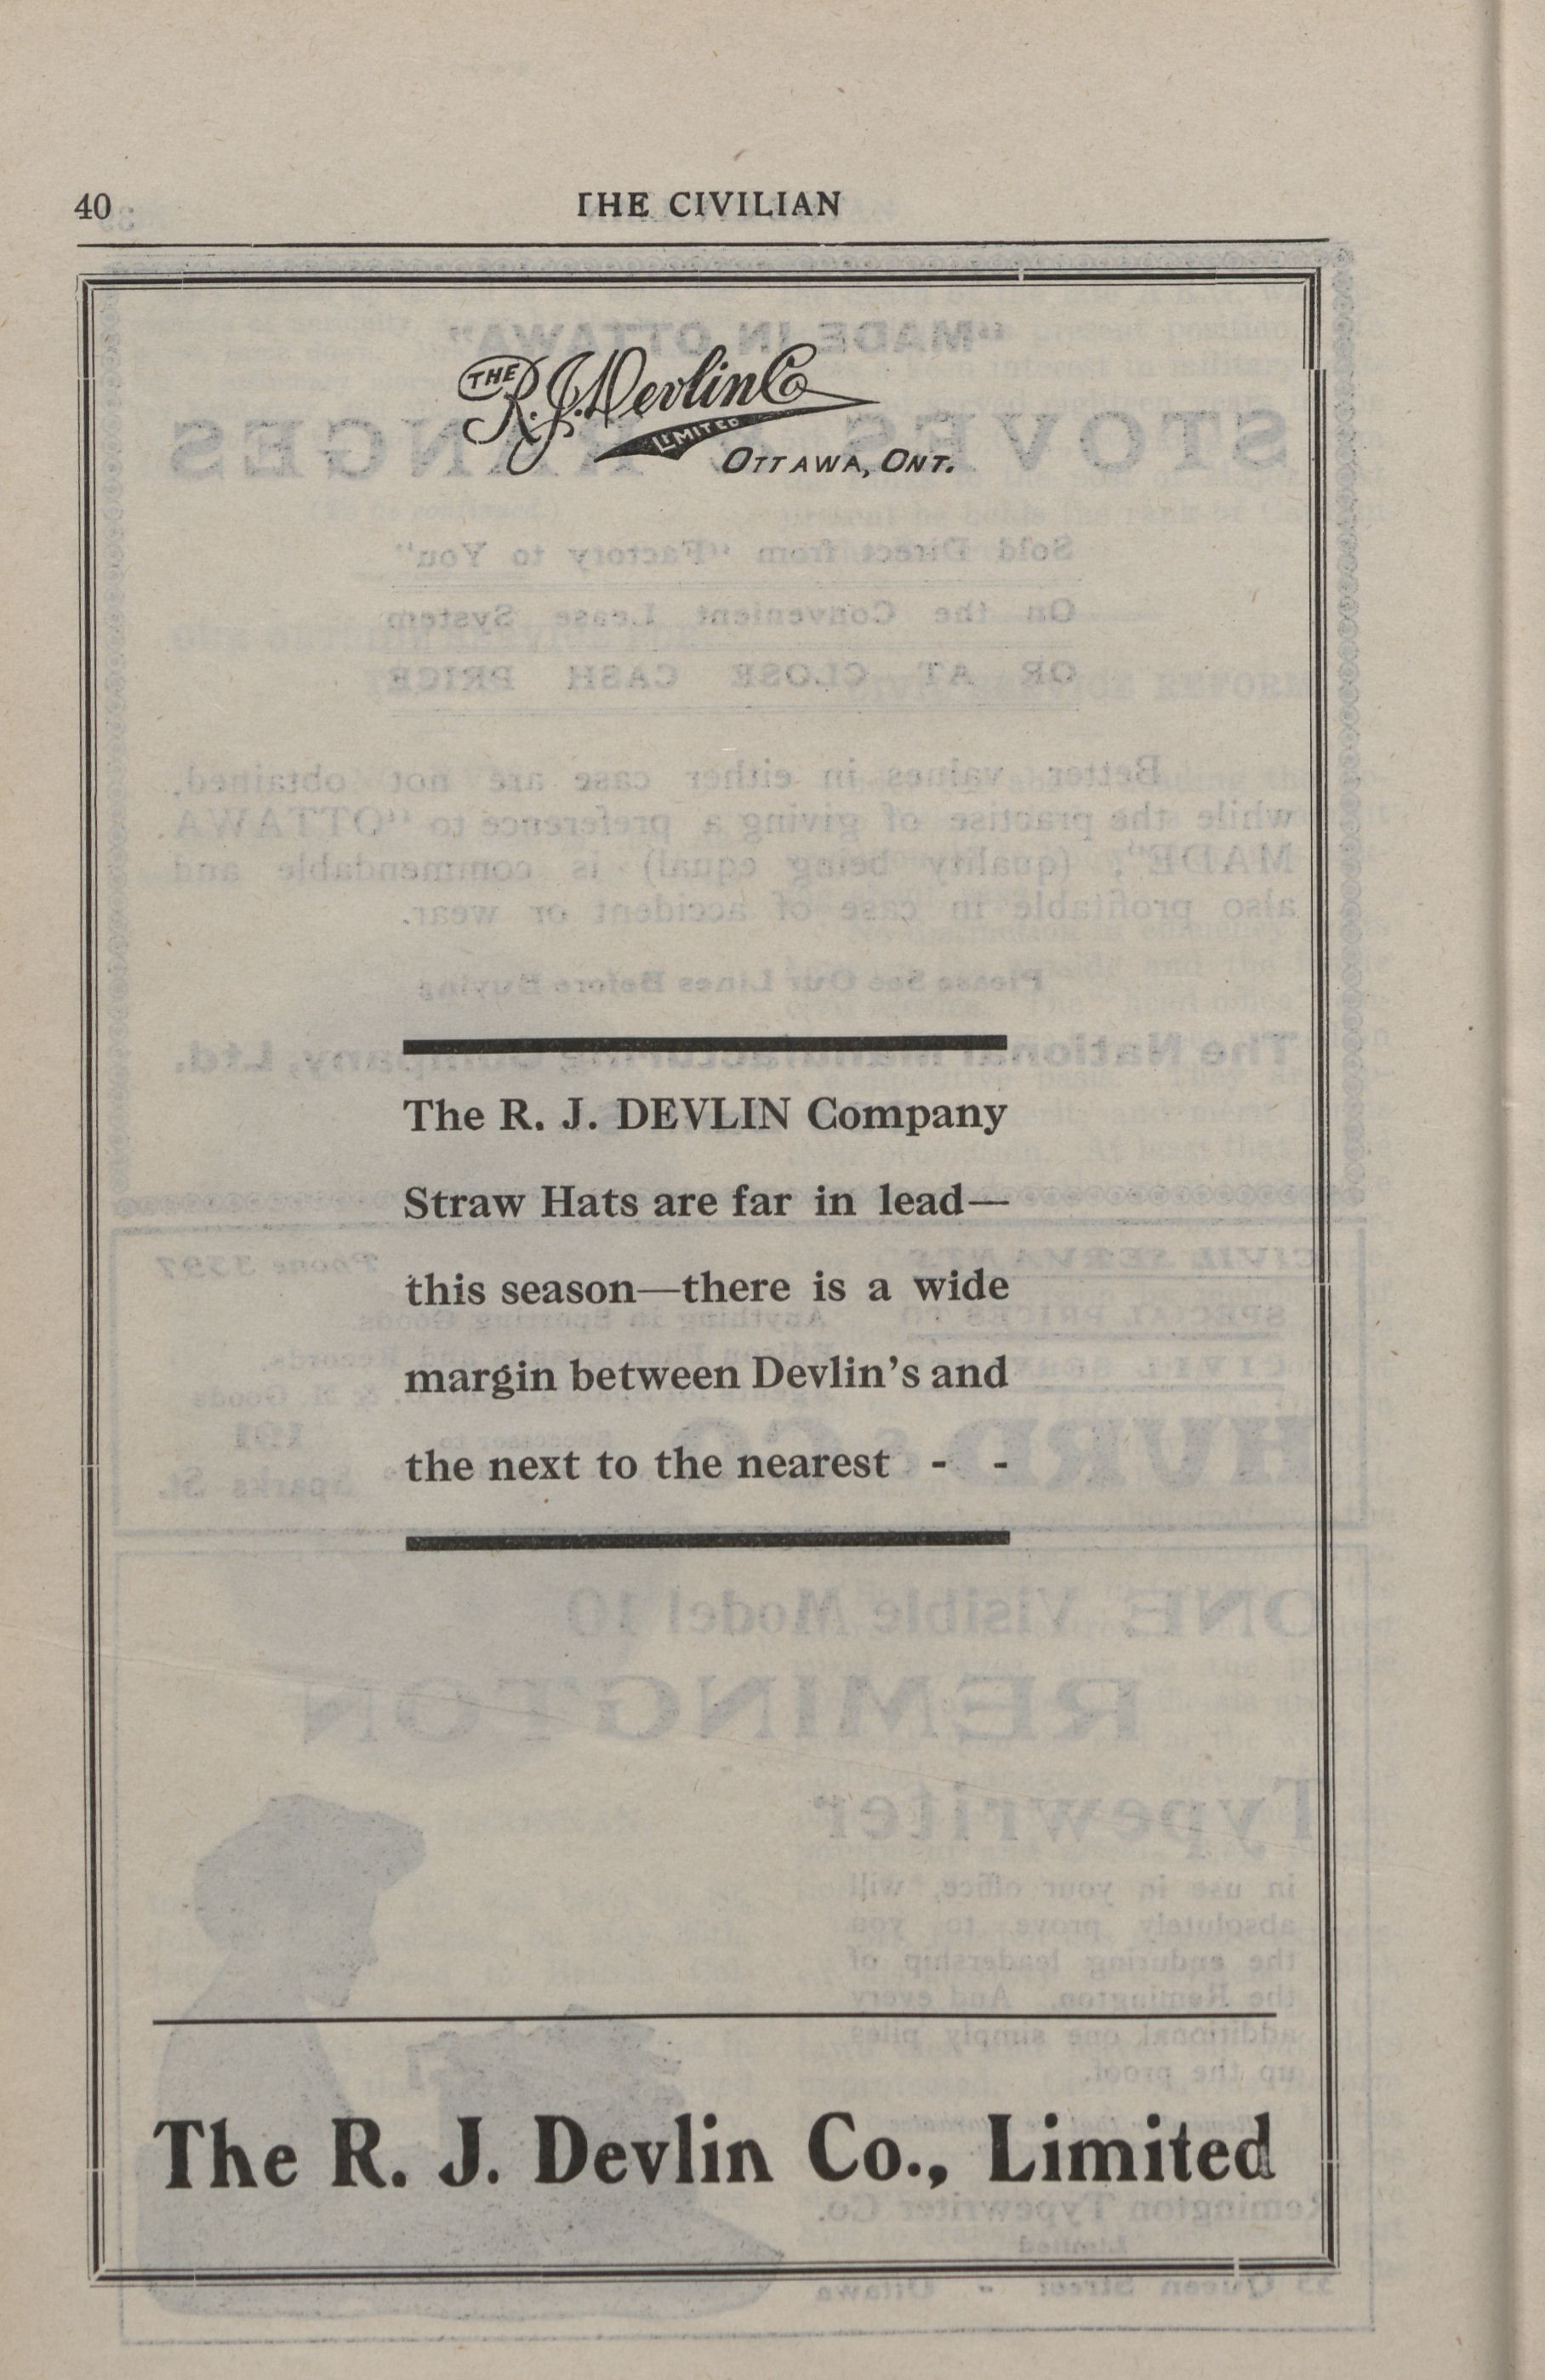 40
THE CIVILIAN
THE
R. J. Devlin Co
LIMITED
OTTAWA, ONT.
The R. J. DEVLIN Company
Straw Hats are far in lead—
this season—there is a wide
margin between Devlin's and
the next to the nearest - -
The R. J. Devlin Co., Limited